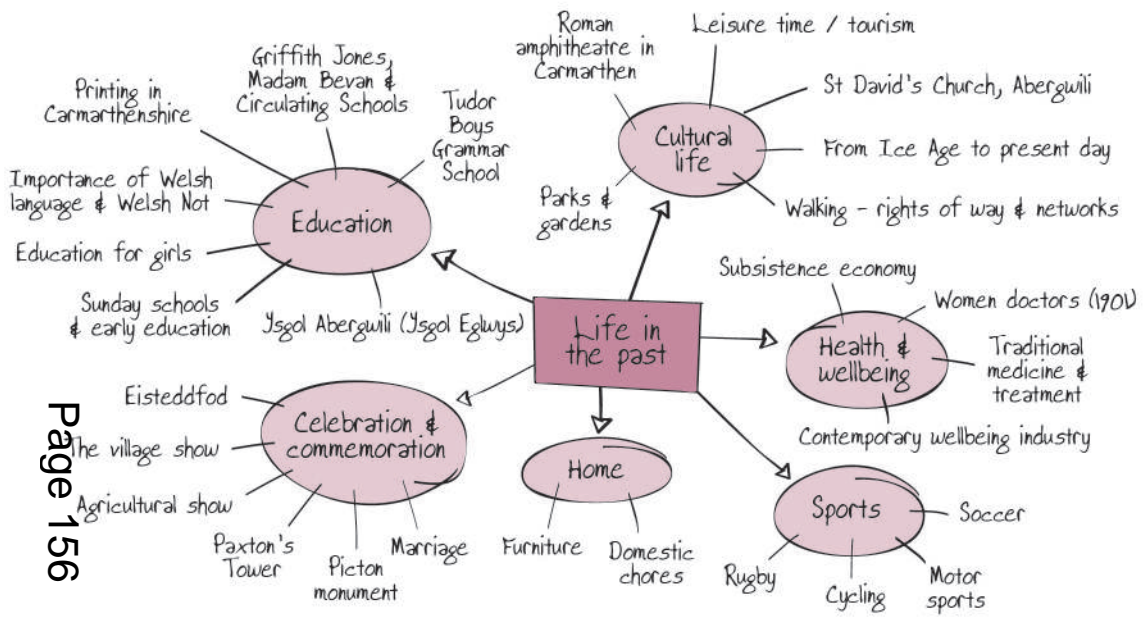 Life in
the past
Education
Printing in
Carmarthenshire
Griffith Jones,
Madam Bevan &
Circulating Schools
Tudor
Boys
Grammar
School
Importance of Welsh
language & Welsh Not
Education for girls
Sunday schools
& early education
Ysgol Abergwili (Ysgol Eglwys)
Cultural
life
Roman
amphitheatre in
Carmarthen
Leisure time / tourism
St David's Church, Abergwili
From Ice Age to present day
Walking - rights of way & networks
Parks &
gardens
Health &
wellbeing
Subsistence economy
Women doctors (1901)
Traditional
medicine &
treatment
Contemporary wellbeing industry
Celebration &
commemoration
Eisteddfod
The village show
Agricultural show
Paxton's
Tower
Picton
monument
Marriage
Home
Furniture
Domestic
chores
Sports
Soccer
Motor
sports
Cycling
Rugby
Page 156